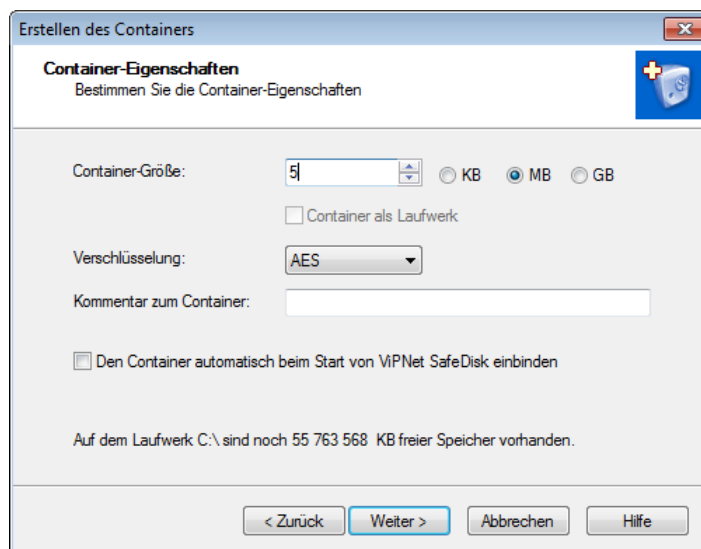 Erstellen des Containers
Container-Eigenschaften
Bestimmen Sie die Container-Eigenschaften
Container-Größe: 5 KB MB GB
Container als Laufwerk
Verschlüsselung: AES
Kommentar zum Container:
Den Container automatisch beim Start von ViPNet SafeDisk einbinden
Auf dem Laufwerk C:\ sind noch 55 763 568 KB freier Speicher vorhanden.
< Zurück Weiter > Abbrechen Hilfe